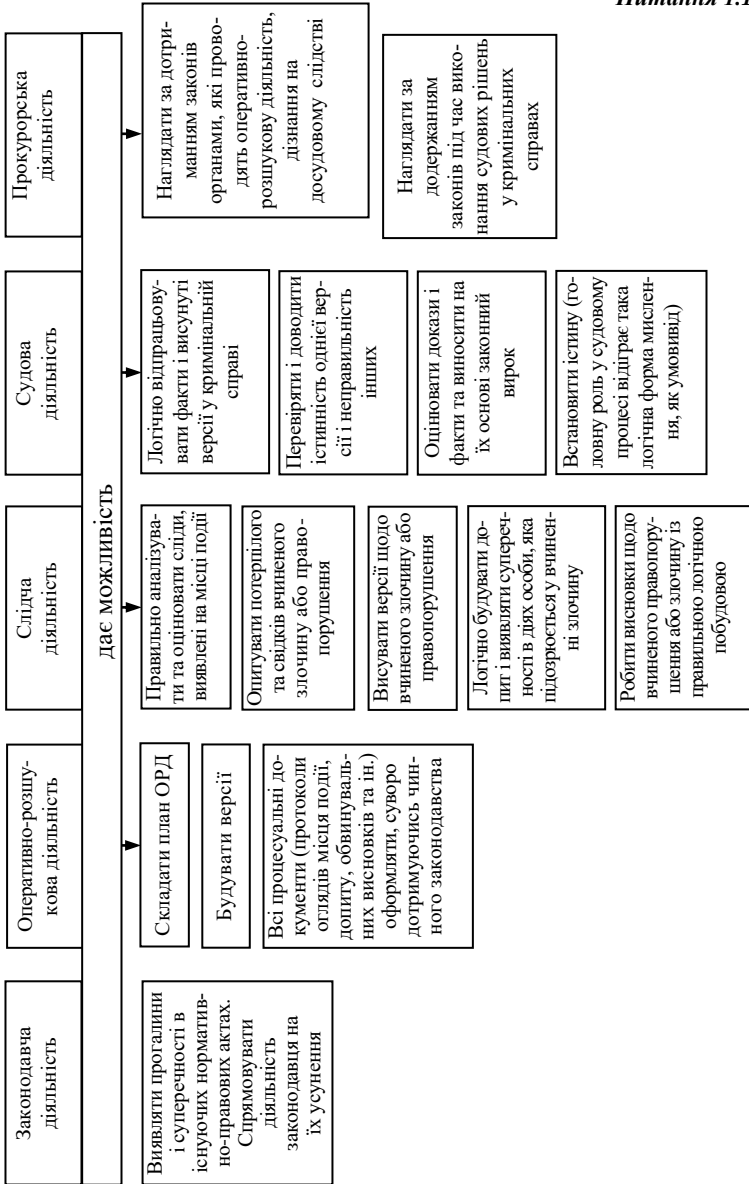 Питання 1.1
Законодавча
діяльність
Оперативно-розшу-
кова діяльність
Слідча
діяльність
Судова
діяльність
Прокурорська
діяльність
дає можливість
Виявляти прогалини
і суперечності в
існуючих норматив-
но-правових актах.
Спрямовувати
діяльність
законодавця на
їх усунення
Складати план ОРД
Будувати версії
Всі процесуальні до-
кументи (протоколи
оглядів місця події,
допиту, обвинуваль-
них висновків та ін.)
оформляти, суворо
дотримуючись чин-
ного законодавства
Правильно аналізува-
ти та оцінювати сліди,
виявлені на місці події
Опитувати потерпілого
та свідків вчиненого
злочину або право-
порушення
Висувати версії щодо
вчиненого злочину або
правопорушення
Логічно будувати до-
пит і виявляти супереч-
ності в діях особи, яка
підозрюється у вчинен-
ні злочину
Робити висновки щодо
вчиненого правопору-
шення або злочину із
правильною логічною
побудовою
Логічно відпрацьову-
вати факти і висунуті
версії у кримінальній
справі
Перевіряти і доводити
істинність однієї вер-
сії і неправильність
інших
Оцінювати докази і
факти та виносити на
їх основі законний
вирок
Встановити істину (го-
ловну роль у судовому
процесі відіграє така
логічна форма мислен-
ня, як умовивід)
Наглядати за дотри-
манням законів
органами, які прово-
дять оперативно-
розшукову діяльність,
дізнання на
досудовому слідстві
Наглядати за
додержанням
законів під час вико-
нання судових рішень
у кримінальних
справах